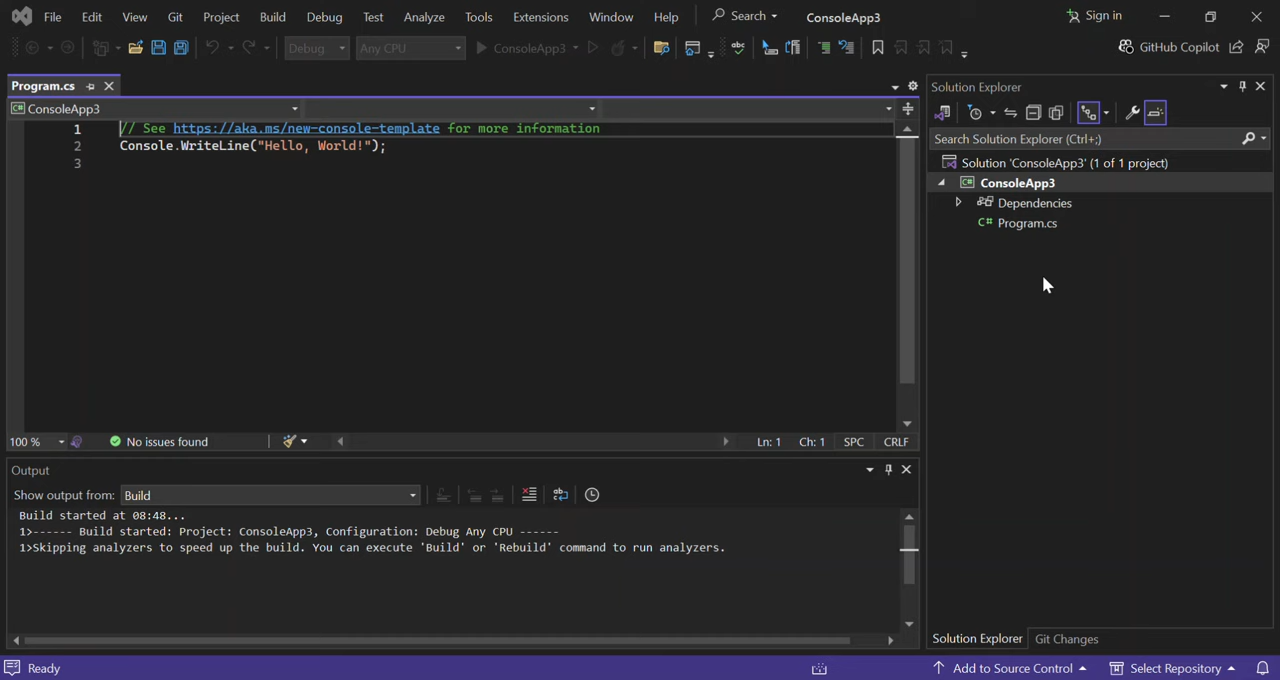 File Edit View Git Project Build Debug Test Analyze Tools Extensions Window Help Search ConsoleApp3 Sign in
Debug Any CPU ConsoleApp3 GitHub Copilot
Program.cs
ConsoleApp3
1 // See https://aka.ms/new-console-template for more information
2 Console.WriteLine("Hello, World!");
3
100 % No issues found Ln: 1 Ch: 1 SPC CRLF
Output
Show output from: Build
Build started at 08:48...
1>------ Build started: Project: ConsoleApp3, Configuration: Debug Any CPU ------
1>Skipping analyzers to speed up the build. You can execute 'Build' or 'Rebuild' command to run analyzers.
Solution Explorer
Search Solution Explorer (Ctrl+;)
Solution 'ConsoleApp3' (1 of 1 project)
C# ConsoleApp3
Dependencies
C# Program.cs
Solution Explorer Git Changes
Ready Add to Source Control Select Repository